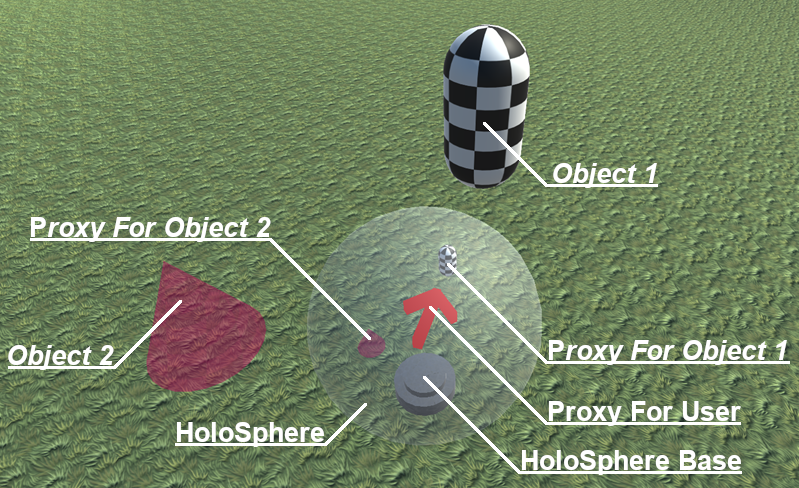 Object 1
Proxy For Object 2
Object 2
Proxy For Object 1
Proxy For User
HoloSphere
HoloSphere Base